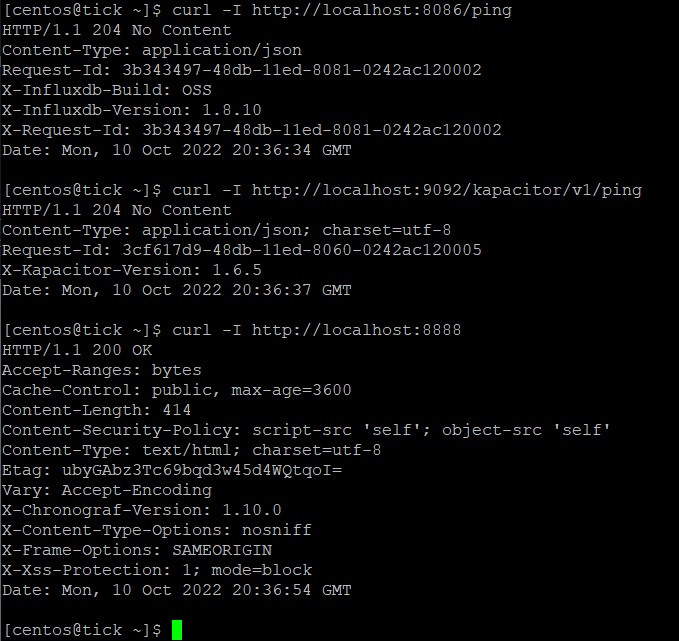 [centos@tick ~]$ curl -I http://localhost:8086/ping
HTTP/1.1 204 No Content
Content-Type: application/json
Request-Id: 3b343497-48db-11ed-8081-0242ac120002
X-Influxdb-Build: OSS
X-Influxdb-Version: 1.8.10
X-Request-Id: 3b343497-48db-11ed-8081-0242ac120002
Date: Mon, 10 Oct 2022 20:36:34 GMT
[centos@tick ~]$ curl -I http://localhost:9092/kapacitor/v1/ping
HTTP/1.1 204 No Content
Content-Type: application/json; charset=utf-8
Request-Id: 3cf617d9-48db-11ed-8060-0242ac120005
X-Kapacitor-Version: 1.6.5
Date: Mon, 10 Oct 2022 20:36:37 GMT
[centos@tick ~]$ curl -I http://localhost:8888
HTTP/1.1 200 OK
Accept-Ranges: bytes
Cache-Control: public, max-age=3600
Content-Length: 414
Content-Security-Policy: script-src 'self'; object-src 'self'
Content-Type: text/html; charset=utf-8
Etag: ubyGAbz3Tc69bqd3w45d4WQtqoI=
Vary: Accept-Encoding
X-Chronograf-Version: 1.10.0
X-Content-Type-Options: nosniff
X-Frame-Options: SAMEORIGIN
X-Xss-Protection: 1; mode=block
Date: Mon, 10 Oct 2022 20:36:54 GMT
[centos@tick ~]$